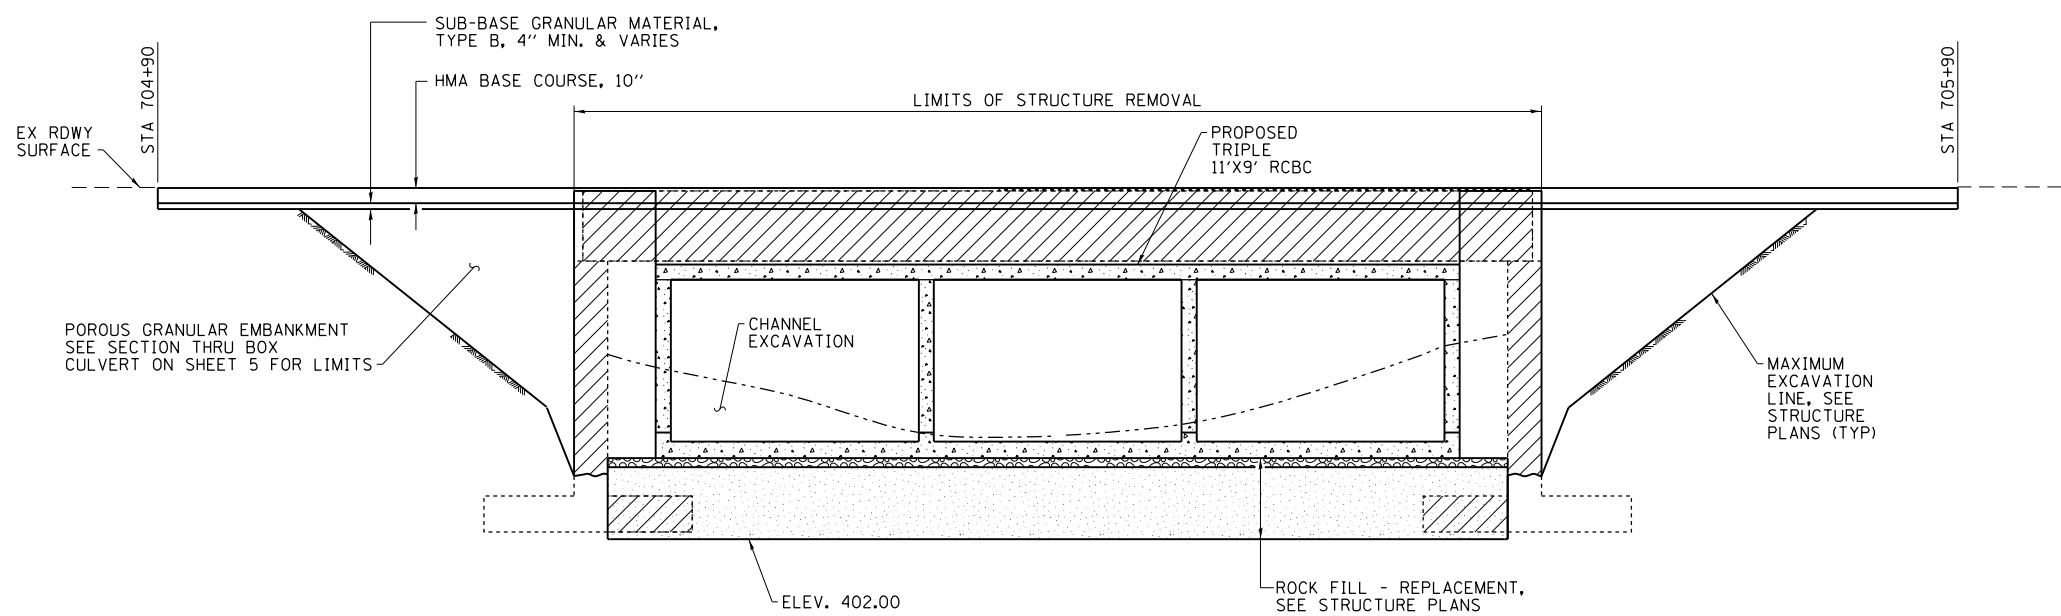 SUB-BASE GRANULAR MATERIAL,
TYPE B, 4" MIN. & VARIES
HMA BASE COURSE, 10"
STA 704+90
EX RDWY
SURFACE
LIMITS OF STRUCTURE REMOVAL
PROPOSED
TRIPLE
11'X9' RCBC
STA 705+90
POROUS GRANULAR EMBANKMENT
SEE SECTION THRU BOX
CULVERT ON SHEET 5 FOR LIMITS
CHANNEL
EXCAVATION
MAXIMUM
EXCAVATION
LINE, SEE
STRUCTURE
PLANS (TYP)
ELEV. 402.00
ROCK FILL - REPLACEMENT,
SEE STRUCTURE PLANS